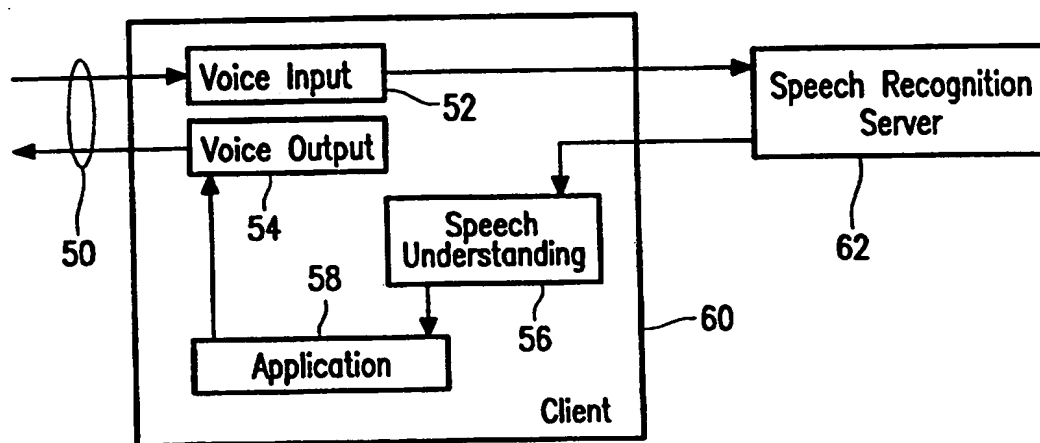 Voice Input
52
Speech Recognition
Server
62
Voice Output
54
50
Speech
Understanding
56
58
Application
60
Client